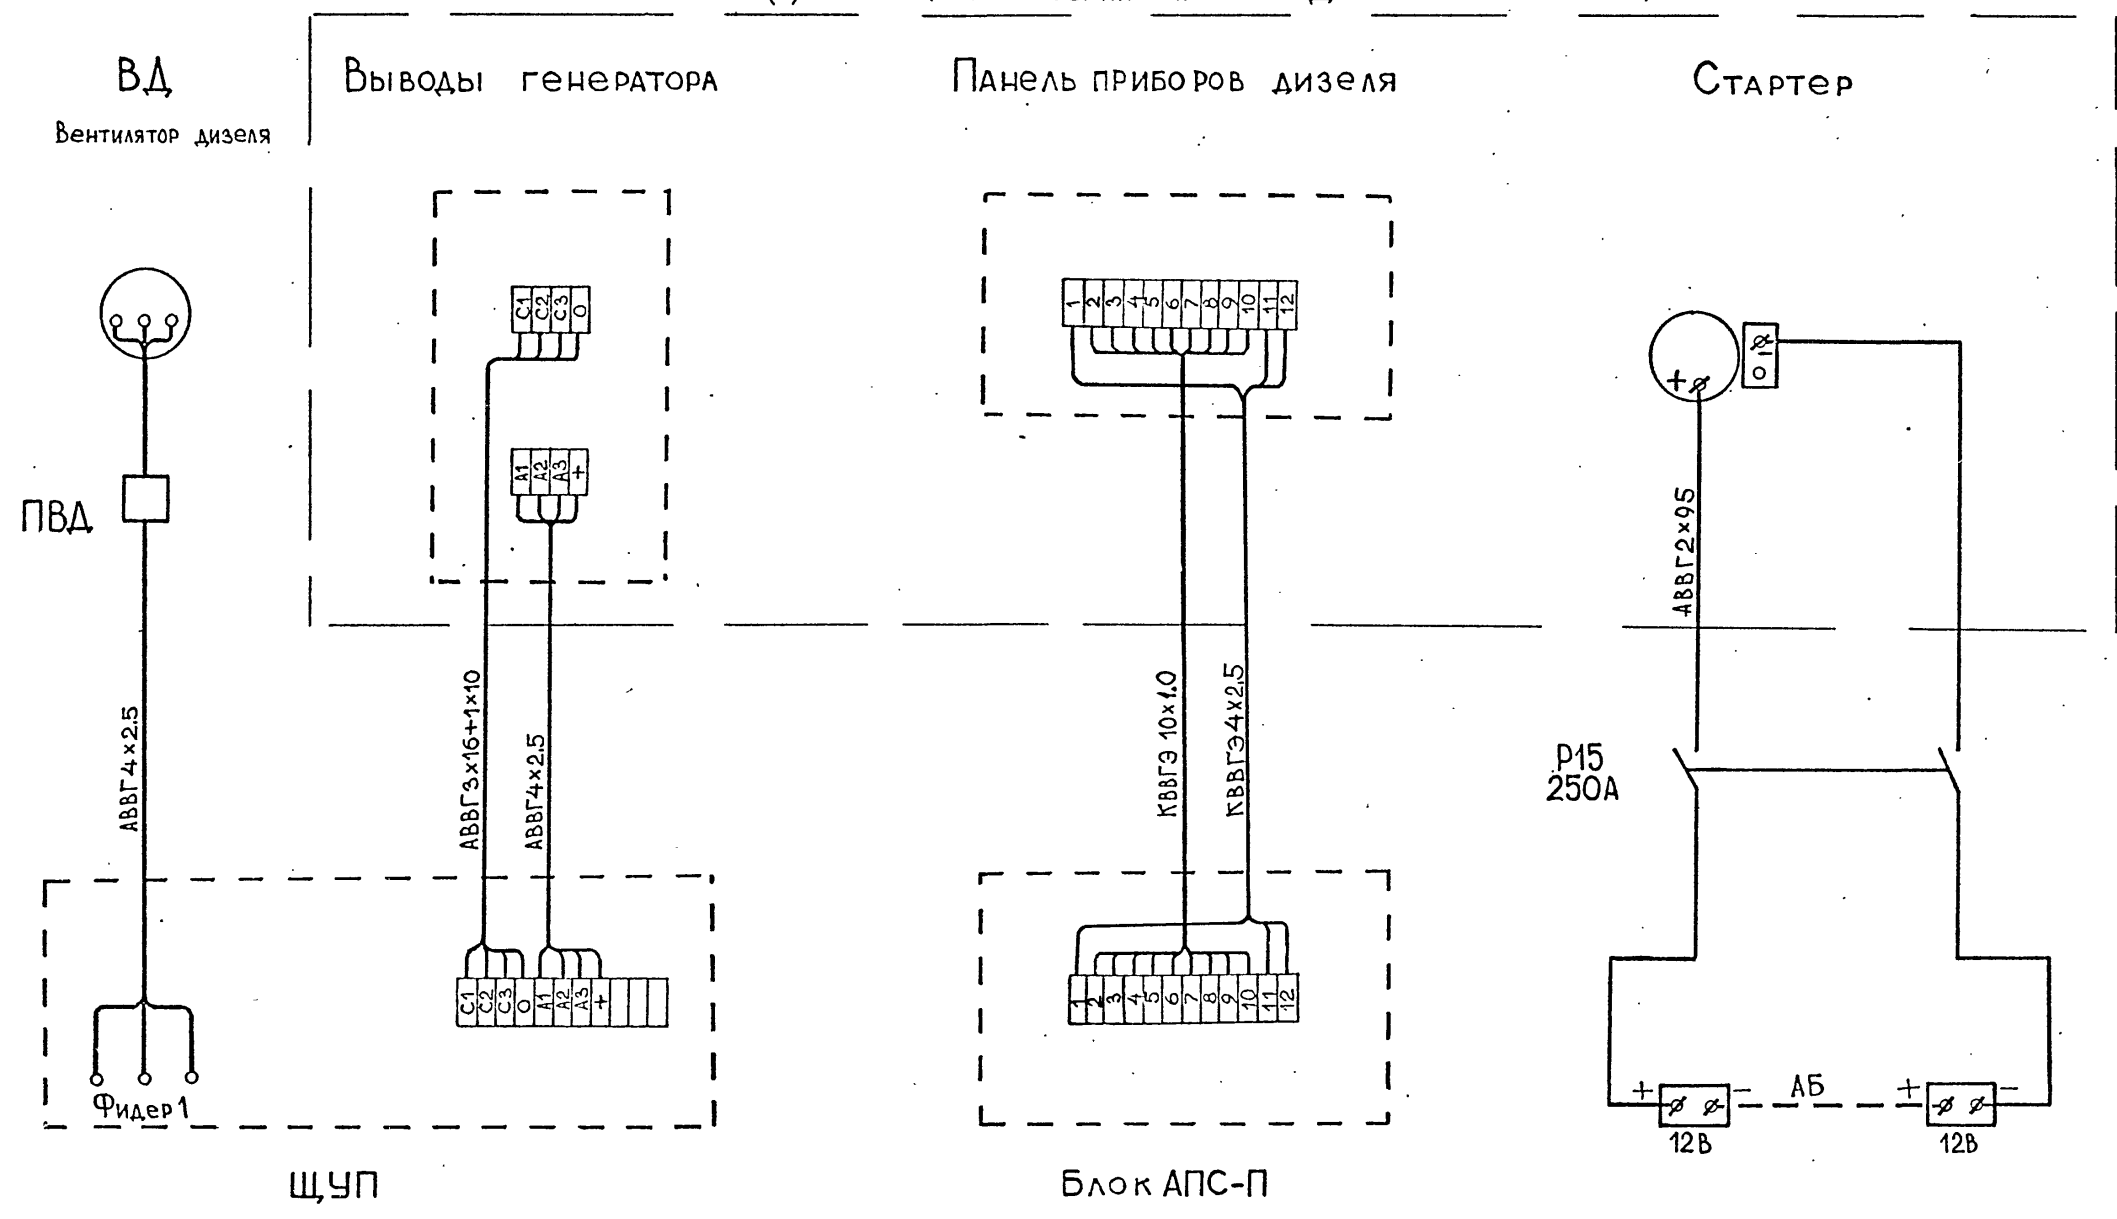 ВД
Вентилятор дизеля
Выводы генератора
Панель приборов дизеля
Стартер
С1 С2 С3 0
А1 А2 А3 +
1 2 3 4 5 6 7 8 9 10 11 12
+
-
0
ПВД
АВВГ4×2.5
АВВГ3×16+1×10
АВВГ4×2.5
КВВГЭ 10×1.0
КВВГЭ4×2.5
АВВГ2×95
Р15
250А
С1 С2 С3 0 А1 А2 А3 +
1 2 3 4 5 6 7 8 9 10 11 12
Фидер 1
+ - АБ + -
12В 12В
ЩУП
Блок АПС-П